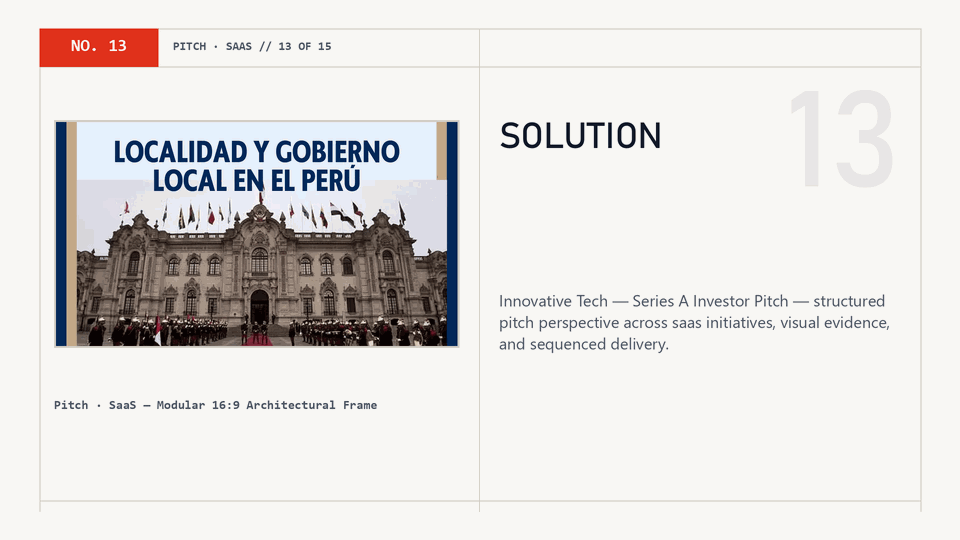 NO. 13
PITCH · SAAS // 13 OF 15
LOCALIDAD Y GOBIERNO
LOCAL EN EL PERÚ
Pitch · SaaS — Modular 16:9 Architectural Frame
13
SOLUTION
Innovative Tech — Series A Investor Pitch — structured
pitch perspective across saas initiatives, visual evidence,
and sequenced delivery.